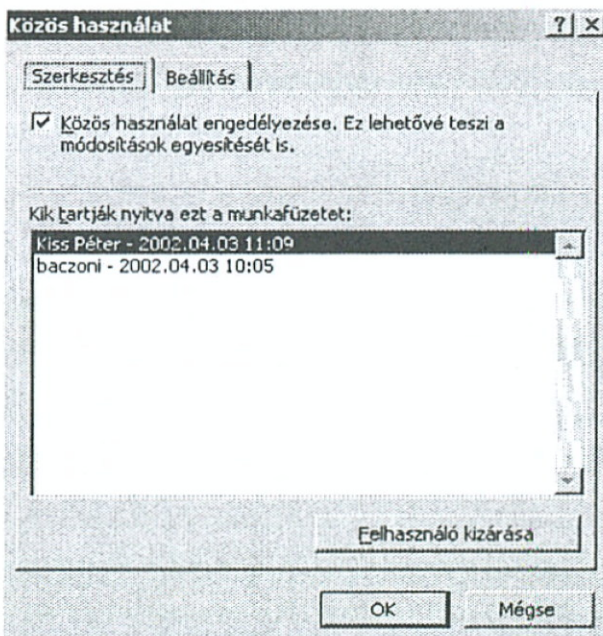 Közös használat
Szerkesztés
Beállítás
Közös használat engedélyezése. Ez lehetővé teszi a
módosítások egyesítését is.
Kik tartják nyitva ezt a munkafüzetet:
Kiss Péter - 2002.04.03 11:09
baczoni - 2002.04.03 10:05
Felhasználó kizárása
OK
Mégse